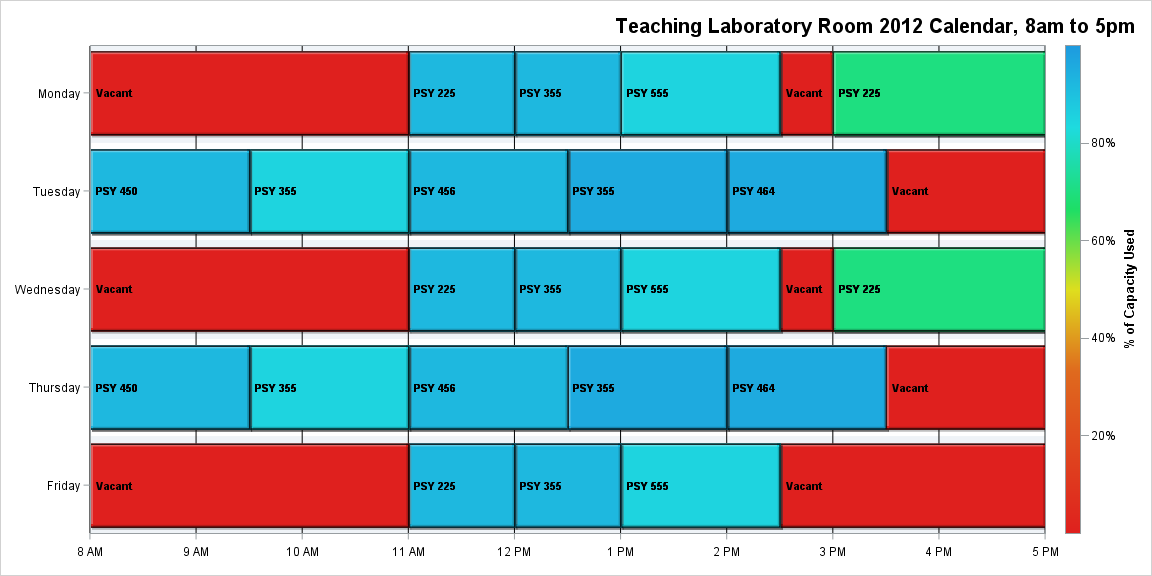 Teaching Laboratory Room 2012 Calendar, 8am to 5pm
Monday Vacant PSY 225 PSY 355 PSY 555 Vacant PSY 225
Tuesday PSY 450 PSY 355 PSY 456 PSY 355 PSY 464 Vacant
Wednesday Vacant PSY 225 PSY 355 PSY 555 Vacant PSY 225
Thursday PSY 450 PSY 355 PSY 456 PSY 355 PSY 464 Vacant
Friday Vacant PSY 225 PSY 355 PSY 555 Vacant
8 AM 9 AM 10 AM 11 AM 12 PM 1 PM 2 PM 3 PM 4 PM 5 PM
80%
60%
40%
20%
% of Capacity Used